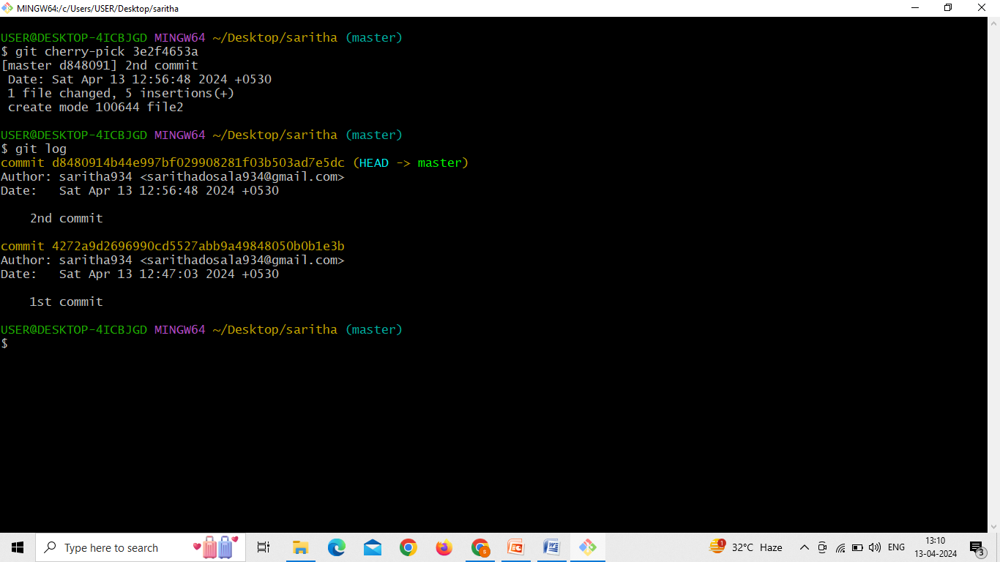 MINGW64:/c/Users/USER/Desktop/saritha
USER@DESKTOP-4ICBJGD MINGW64 ~/Desktop/saritha (master)
$ git cherry-pick 3e2f4653a
[master d848091] 2nd commit
Date: Sat Apr 13 12:56:48 2024 +0530
1 file changed, 5 insertions(+)
create mode 100644 file2
USER@DESKTOP-4ICBJGD MINGW64 ~/Desktop/saritha (master)
$ git log
commit d8480914b44e997bf029908281f03b503ad7e5dc (HEAD -> master)
Author: saritha934 <sarithadosala934@gmail.com>
Date:   Sat Apr 13 12:56:48 2024 +0530
2nd commit
commit 4272a9d2696990cd5527abb9a49848050b0b1e3b
Author: saritha934 <sarithadosala934@gmail.com>
Date:   Sat Apr 13 12:47:03 2024 +0530
1st commit
USER@DESKTOP-4ICBJGD MINGW64 ~/Desktop/saritha (master)
$
Type here to search
S
1
32°C Haze
ENG
13:10
13-04-2024
3